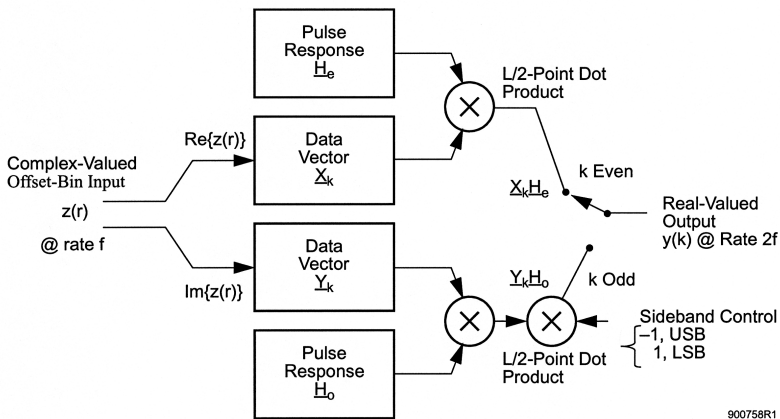 Pulse
Response
H_e
L/2-Point Dot
Product
Re{z(r)}
Data
Vector
X_k
Complex-Valued
Offset-Bin Input
z(r)
@ rate f
k Even
X_kH_e
Real-Valued
Output
y(k) @ Rate 2f
Data
Vector
Y_k
Im{z(r)}
Y_kH_o
k Odd
Sideband Control
–1, USB
1, LSB
Pulse
Response
H_o
L/2-Point Dot
Product
900758R1